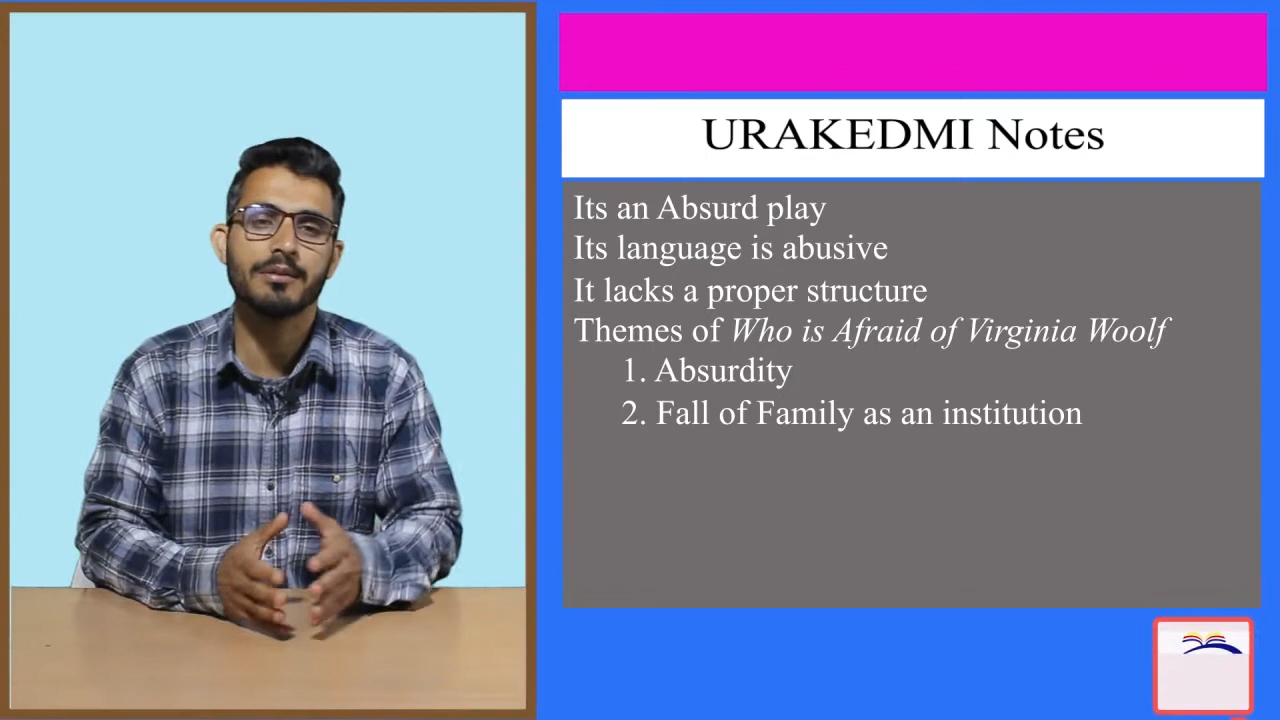 URAKEDMI Notes
Its an Absurd play
Its language is abusive
It lacks a proper structure
Themes of Who is Afraid of Virginia Woolf
1. Absurdity
2. Fall of Family as an institution